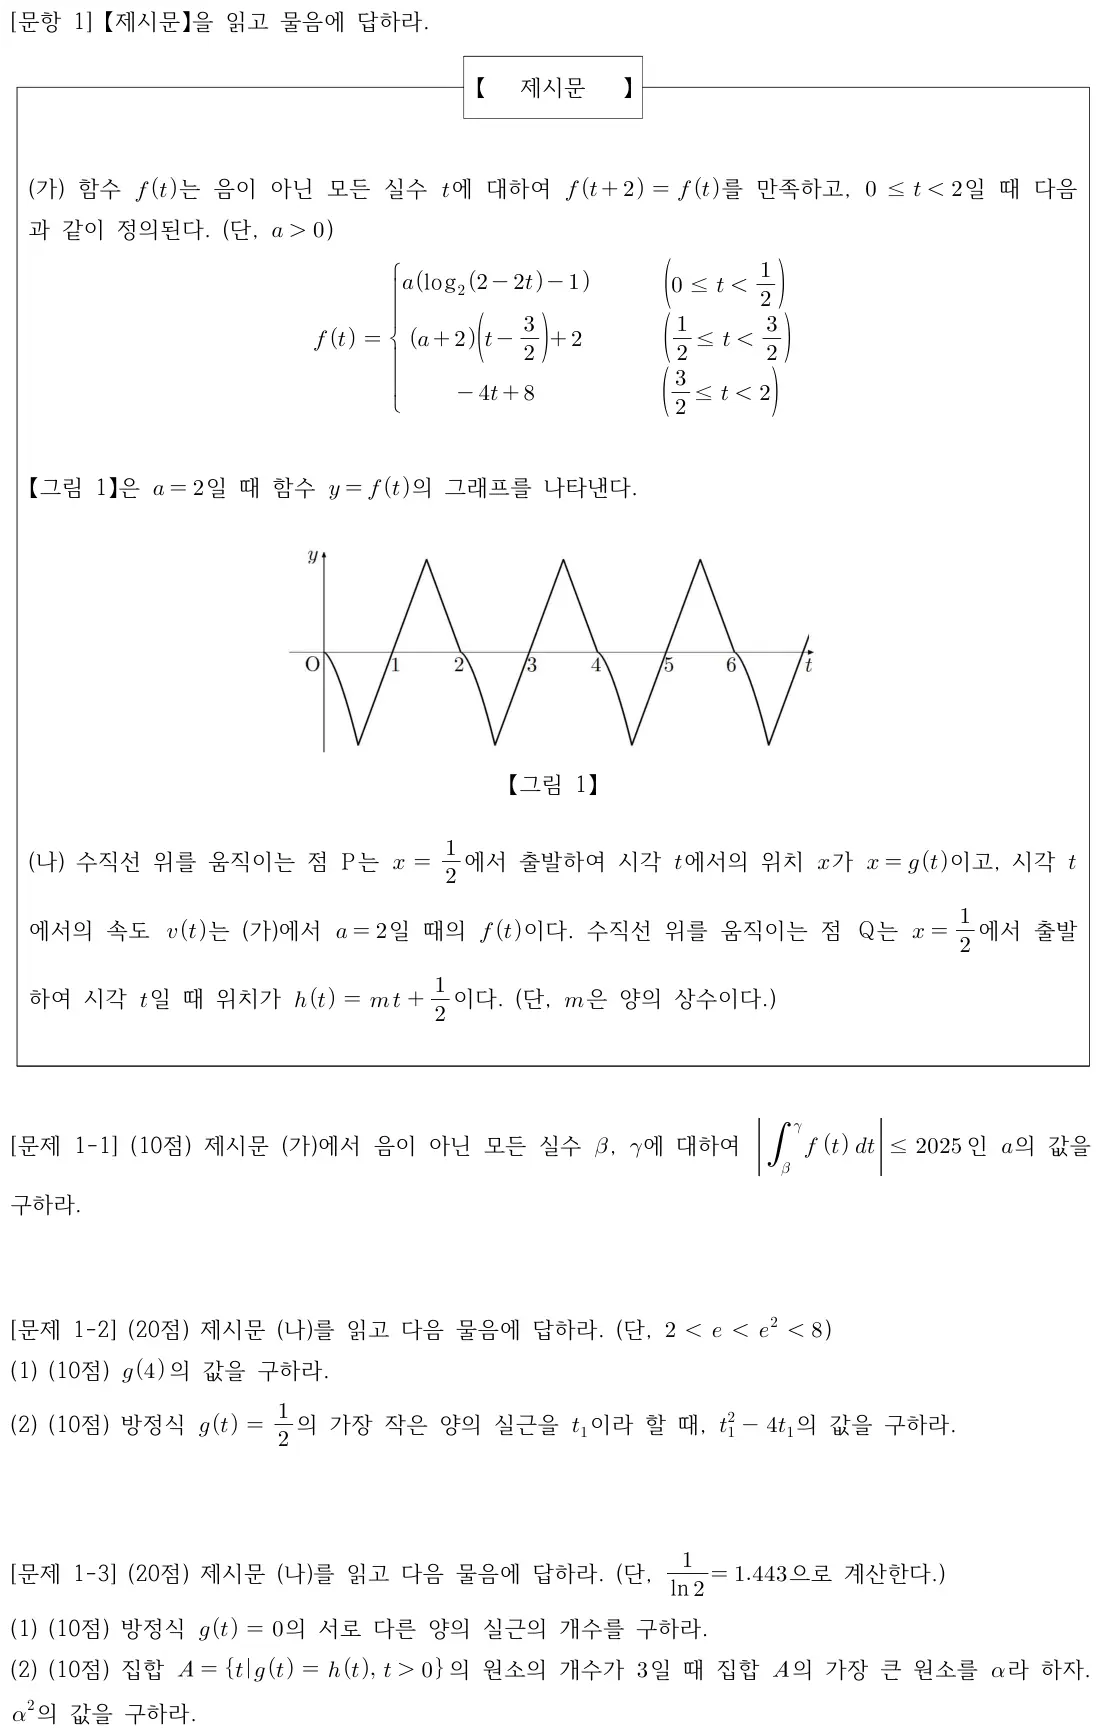 [문항 1] 【제시문】을 읽고 물음에 답하라.
【 제시문 】
(가) 함수 f(t)는 음이 아닌 모든 실수 t에 대하여 f(t+2) = f(t)를 만족하고, 0 ≤ t < 2일 때 다음
과 같이 정의된다. (단, a > 0)
f(t) = { a(log₂(2−2t)−1) (0 ≤ t < 1/2)
(a+2)(t−3/2)+2 (1/2 ≤ t < 3/2)
−4t+8 (3/2 ≤ t < 2)
【그림 1】은 a = 2일 때 함수 y = f(t)의 그래프를 나타낸다.
y
O 1 2 3 4 5 6 t
【그림 1】
(나) 수직선 위를 움직이는 점 P는 x = 1/2에서 출발하여 시각 t에서의 위치 x가 x = g(t)이고, 시각 t
에서의 속도 v(t)는 (가)에서 a = 2일 때의 f(t)이다. 수직선 위를 움직이는 점 Q는 x = 1/2에서 출발
하여 시각 t일 때 위치가 h(t) = mt + 1/2이다. (단, m은 양의 상수이다.)
[문제 1-1] (10점) 제시문 (가)에서 음이 아닌 모든 실수 β, γ에 대하여 |∫_β^γ f(t) dt| ≤ 2025인 a의 값을
구하라.
[문제 1-2] (20점) 제시문 (나)를 읽고 다음 물음에 답하라. (단, 2 < e < e² < 8)
(1) (10점) g(4)의 값을 구하라.
(2) (10점) 방정식 g(t) = 1/2의 가장 작은 양의 실근을 t₁이라 할 때, t₁² − 4t₁의 값을 구하라.
[문제 1-3] (20점) 제시문 (나)를 읽고 다음 물음에 답하라. (단, 1/ln 2 = 1.443으로 계산한다.)
(1) (10점) 방정식 g(t) = 0의 서로 다른 양의 실근의 개수를 구하라.
(2) (10점) 집합 A = {t|g(t) = h(t), t > 0}의 원소의 개수가 3일 때 집합 A의 가장 큰 원소를 α라 하자.
α²의 값을 구하라.